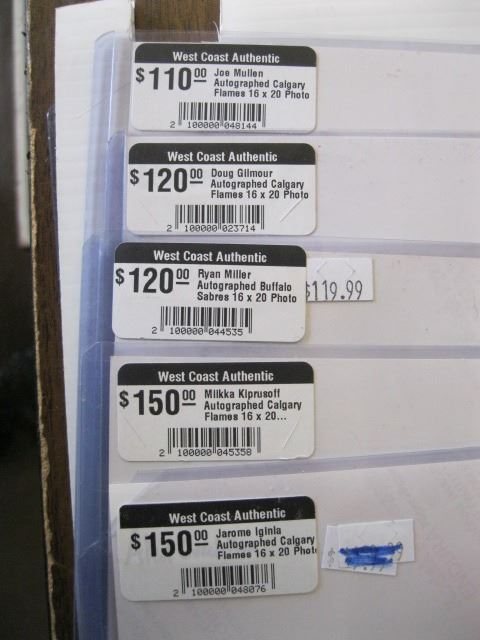 West Coast Authentic
$110.00 Joe Mullen
Autographed Calgary
Flames 16 x 20 Photo
2 100000 048144
West Coast Authentic
$120.00 Doug Gilmour
Autographed Calgary
Flames 16 x 20 Photo
2 100000 023714
West Coast Authentic
$120.00 Ryan Miller
Autographed Buffalo
Sabres 16 x 20 Photo
2 100000 044535
$119.99
West Coast Authentic
$150.00 Miikka Kiprusoff
Autographed Calgary
Flames 16 x 20...
2 100000 045358
West Coast Authentic
$150.00 Jarome Iginla
Autographed Calgary
Flames 16 x 20 Photo
2 100000 048076